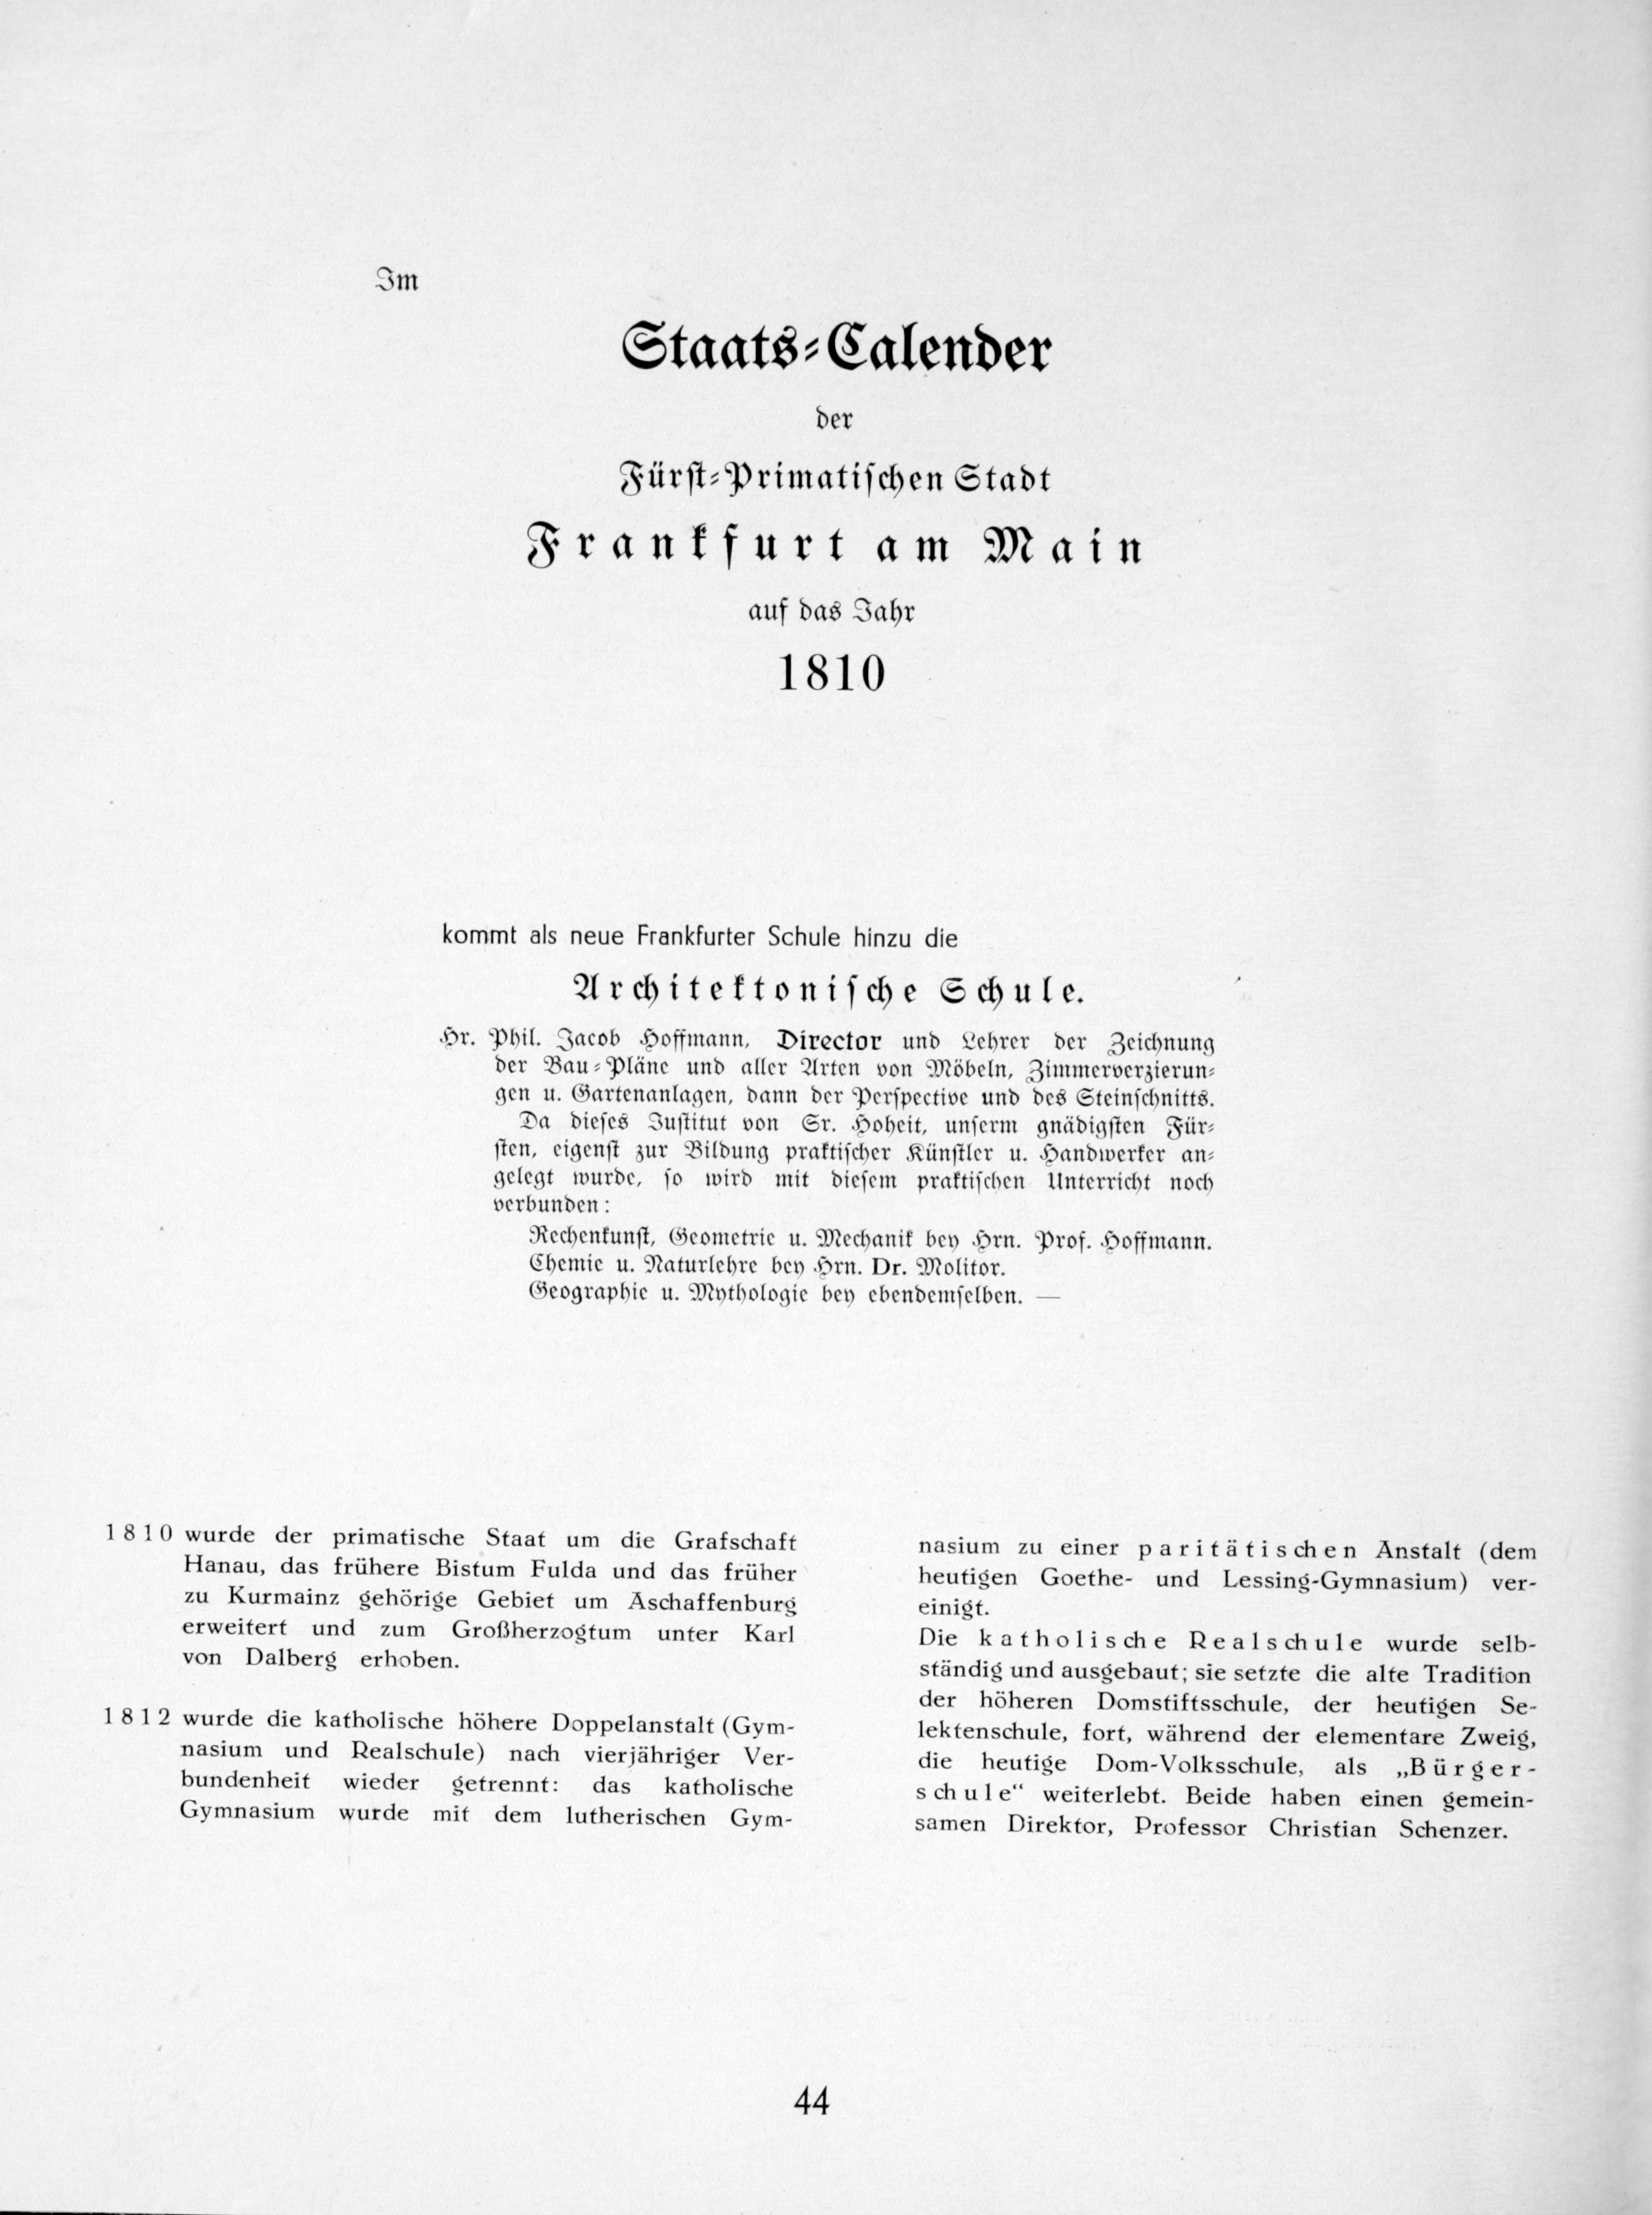 Im
Staats-Calender
der
Fürst-Primatischen Stadt
Frankfurt am Main
auf das Jahr
1810
kommt als neue Frankfurter Schule hinzu die
Architektonische Schule.
Hr. Phil. Jacob Hoffmann, Director und Lehrer der Zeichnung
der Bau-Pläne und aller Arten von Möbeln, Zimmerverzierun-
gen u. Gartenanlagen, dann der Perspective und des Steinschnitts.
Da dieses Institut von Sr. Hoheit, unserm gnädigsten Für-
sten, eigenst zur Bildung praktischer Künstler u. Handwerker an-
gelegt wurde, so wird mit diesem praktischen Unterricht noch
verbunden:
Rechenkunst, Geometrie u. Mechanik bey Hrn. Prof. Hoffmann.
Chemie u. Naturlehre bey Hrn. Dr. Molitor.
Geographie u. Mythologie bey ebendemselben. —
1810 wurde der primatische Staat um die Grafschaft
Hanau, das frühere Bistum Fulda und das früher
zu Kurmainz gehörige Gebiet um Aschaffenburg
erweitert und zum Großherzogtum unter Karl
von Dalberg erhoben.
1812 wurde die katholische höhere Doppelanstalt (Gym-
nasium und Realschule) nach vierjähriger Ver-
bundenheit wieder getrennt: das katholische
Gymnasium wurde mit dem lutherischen Gym-
nasium zu einer paritätischen Anstalt (dem
heutigen Goethe- und Lessing-Gymnasium) ver-
einigt.
Die katholische Realschule wurde selb-
ständig und ausgebaut; sie setzte die alte Tradition
der höheren Domstiftsschule, der heutigen Se-
lektenschule, fort, während der elementare Zweig,
die heutige Dom-Volksschule, als „Bürger-
schule“ weiterlebt. Beide haben einen gemein-
samen Direktor, Professor Christian Schenzer.
44